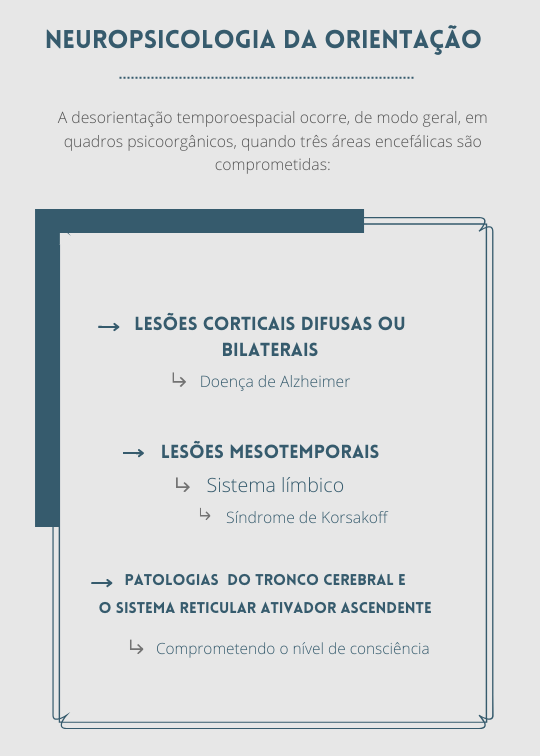 NEUROPSICOLOGIA DA ORIENTAÇÃO
A desorientação temporoespacial ocorre, de modo geral, em
quadros psicoorgânicos, quando três áreas encefálicas são
comprometidas:
LESÕES CORTICAIS DIFUSAS OU
BILATERAIS
Doença de Alzheimer
LESÕES MESOTEMPORAIS
Sistema límbico
Síndrome de Korsakoff
PATOLOGIAS DO TRONCO CEREBRAL E
O SISTEMA RETICULAR ATIVADOR ASCENDENTE
Comprometendo o nível de consciência